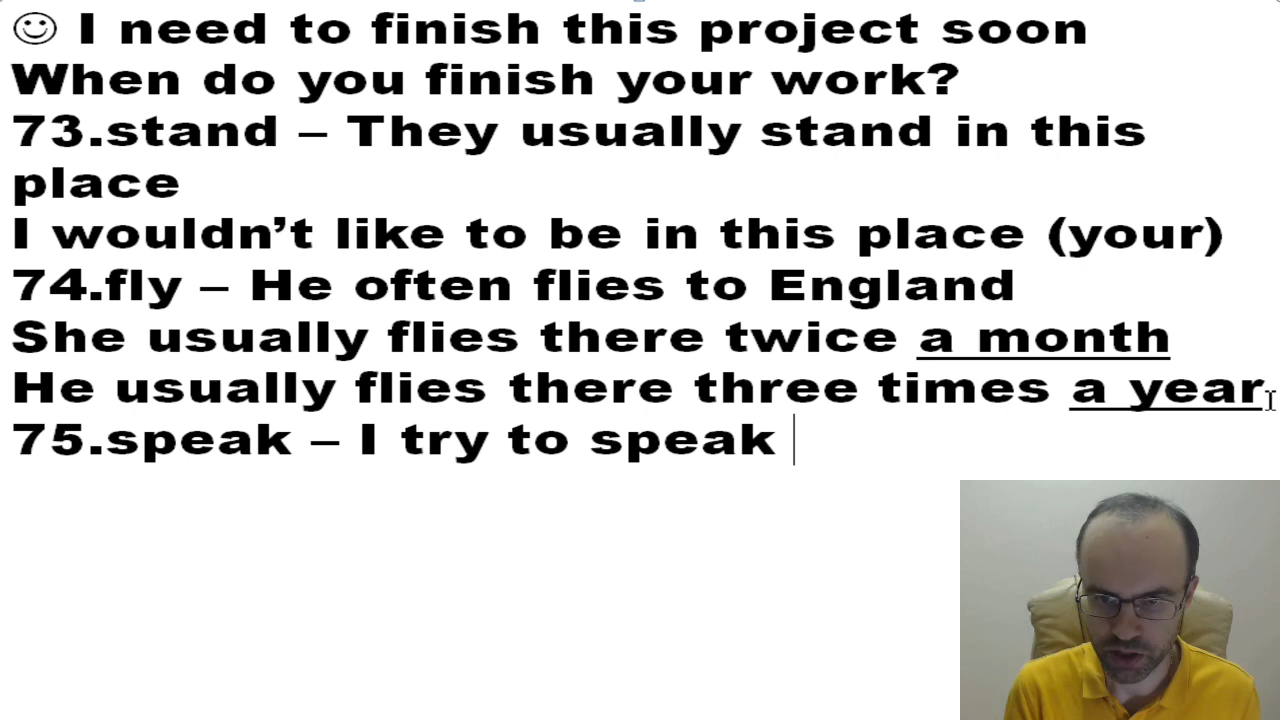 ☺ I need to finish this project soon
When do you finish your work?
73.stand – They usually stand in this
place
I wouldn’t like to be in this place (your)
74.fly – He often flies to England
She usually flies there twice a month
He usually flies there three times a year
75.speak – I try to speak